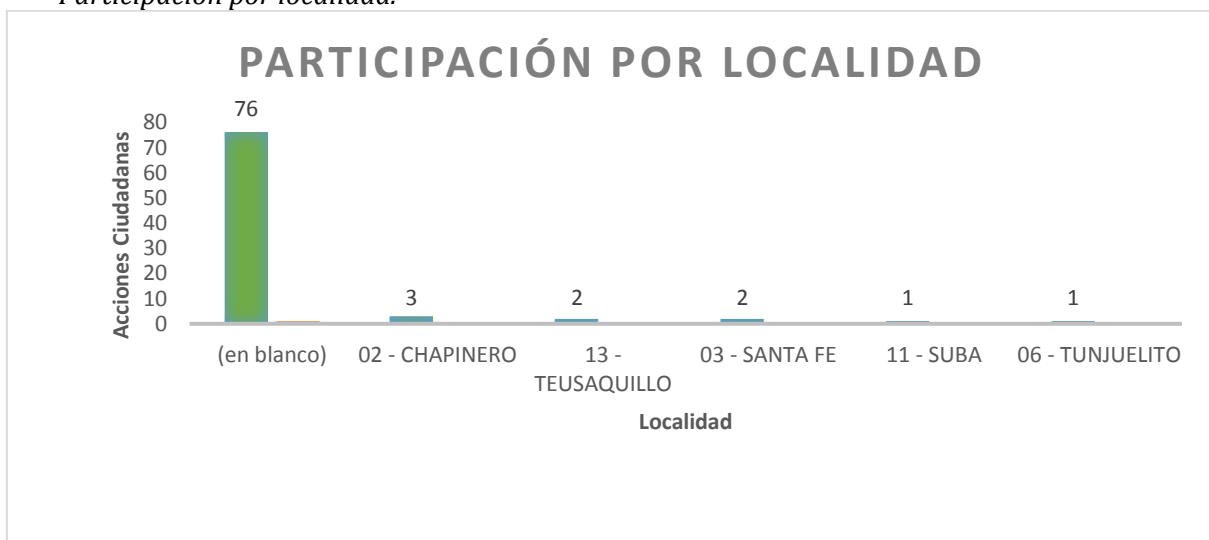 Participación por localidad.
PARTICIPACIÓN POR LOCALIDAD
76
80
70
60
50
40
30
20
10
0
Acciones Ciudadanas
3
2
2
1
1
(en blanco)
02 - CHAPINERO
13 -
TEUSAQUILLO
03 - SANTA FE
11 - SUBA
06 - TUNJUELITO
Localidad